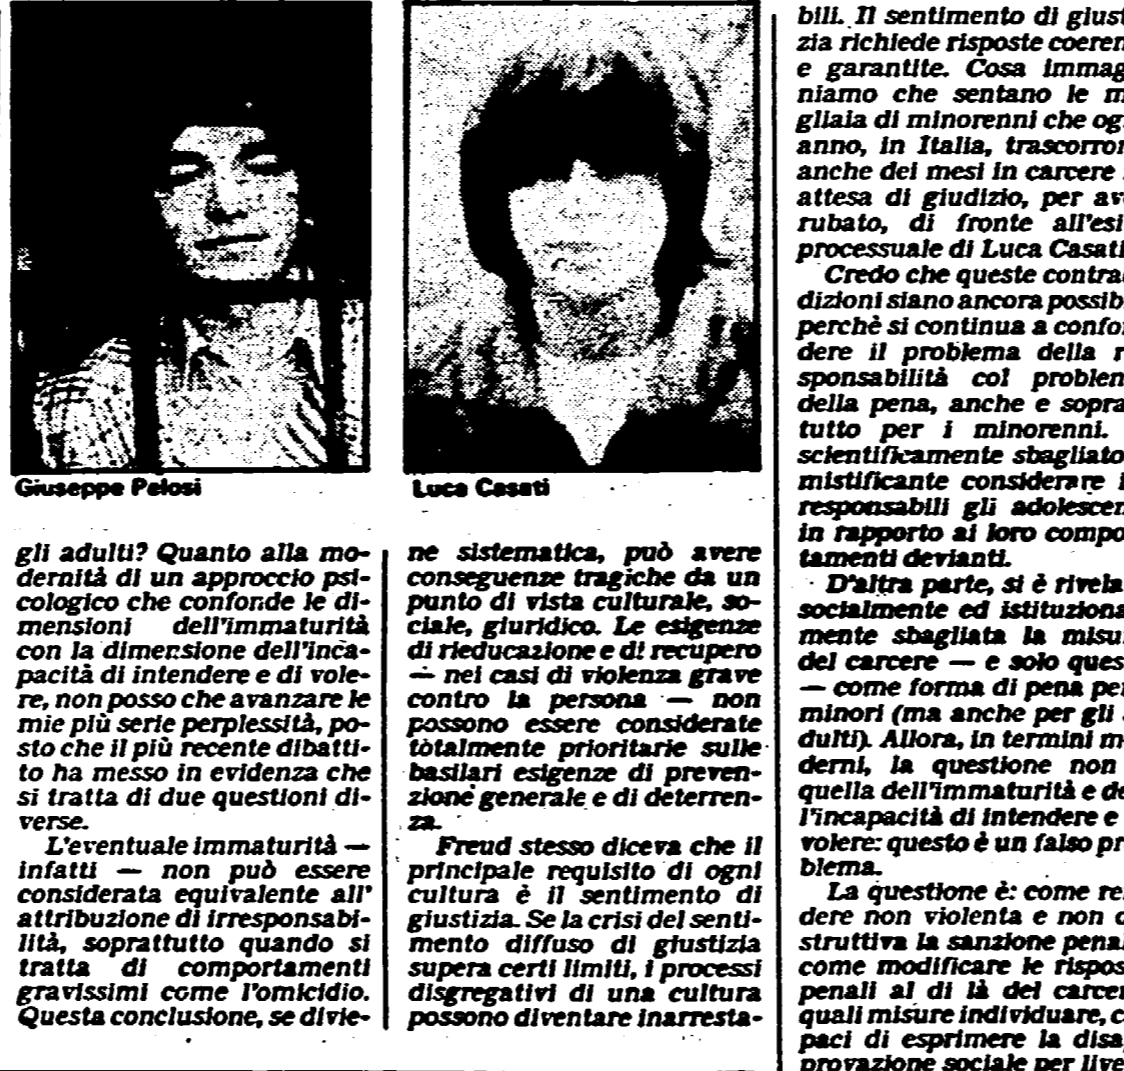 Giuseppe Pelosi
gli adulti? Quanto alla mo-
dernità di un approccio psi-
cologico che confonde le di-
mensioni dell'immaturità
con la dimensione dell'inca-
pacità di intendere e di vole-
re, non posso che avanzare le
mie più serie perplessità, po-
sto che il più recente dibatti-
to ha messo in evidenza che
si tratta di due questioni di-
verse.
L'eventuale immaturità —
infatti — non può essere
considerata equivalente all'
attribuzione di irresponsabi-
lità, soprattutto quando si
tratta di comportamenti
gravissimi come l'omicidio.
Questa conclusione, se divie-
Luca Casati
ne sistematica, può avere
conseguenze tragiche da un
punto di vista culturale, so-
ciale, giuridico. Le esigenze
di rieducazione e di recupero
— nei casi di violenza grave
contro la persona — non
possono essere considerate
totalmente prioritarie sulle
basilari esigenze di preven-
zione generale e di deterren-
za.
Freud stesso diceva che il
principale requisito di ogni
cultura è il sentimento di
giustizia. Se la crisi del senti-
mento diffuso di giustizia
supera certi limiti, i processi
disgregativi di una cultura
possono diventare inarresta-
bili. Il sentimento di giust
zia richiede risposte coeren
e garantite. Cosa immag
niamo che sentano le m
gliaia di minorenni che og
anno, in Italia, trascorron
anche dei mesi in carcere
attesa di giudizio, per av
rubato, di fronte all'esi
processuale di Luca Casati
Credo che queste contra
dizioni siano ancora possib
perchè si continua a confo
dere il problema della r
sponsabilità col problem
della pena, anche e sopra
tutto per i minorenni.
scientificamente sbagliato
mistificante considerare i
responsabili gli adolescen
in rapporto ai loro compo
tamenti devianti.
D'altra parte, si è rivela
socialmente ed istituziona
mente sbagliata la misu
del carcere — e solo ques
— come forma di pena pe
minori (ma anche per gli a
dulti). Allora, in termini m
derni, la questione non
quella dell'immaturità e de
l'incapacità di intendere e
volere: questo è un falso pr
blema.
La questione è: come re
dere non violenta e non d
struttiva la sanzione penal
come modificare le rispos
penali al di là del carcer
quali misure individuare, c
paci di esprimere la disa
provazione sociale per live